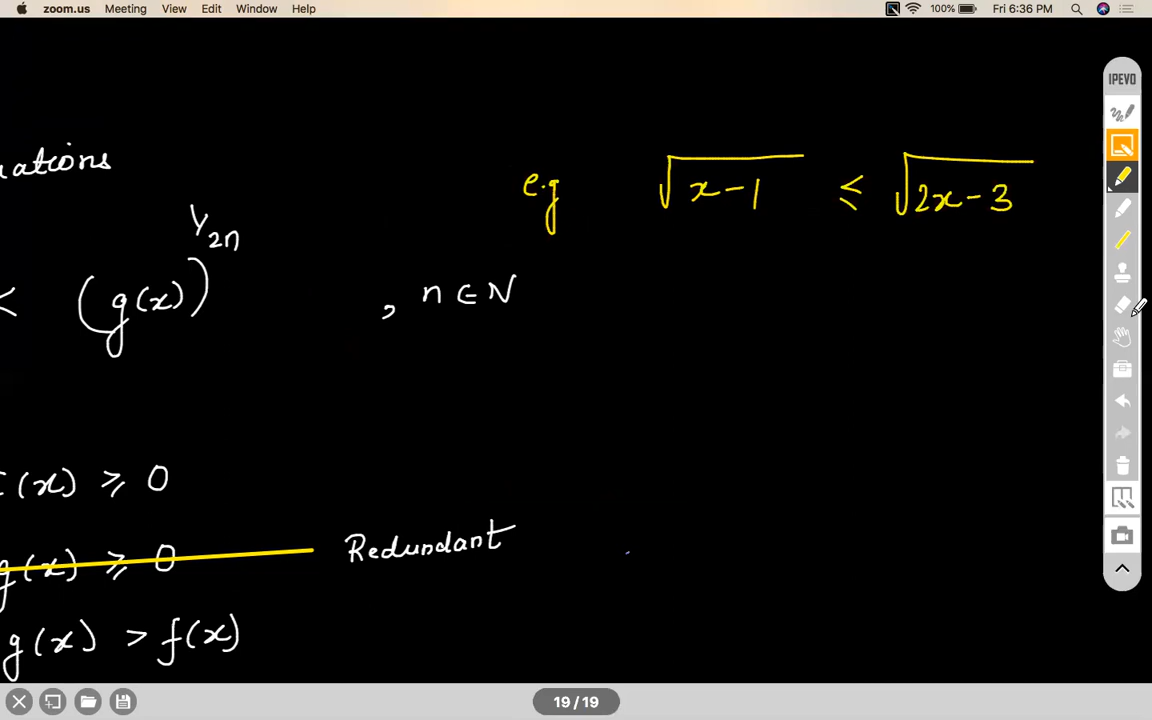 zoom.us Meeting View Edit Window Help 100% Fri 6:36 PM
IPEVO
uations
e.g √(x-1) ≤ √(2x-3)
< (g(x))^(1/2n) , n ∈ N
f(x) ⩾ 0
g(x) ⩾ 0 Redundant
g(x) > f(x)
19 / 19